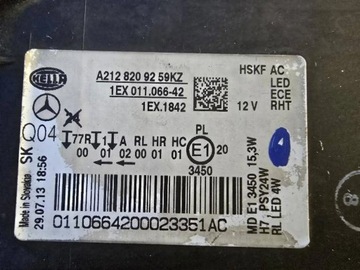 HELLA
A212 820 92 59KZ
1EX 011.066-42
1EX.1842
HSKF AC
LED
ECE
12 V RHT
Q04
SK
77R 1 A RL HR HC
00 01 02 00 01 01
PL
E1 20
3450
Made in Slovakia
29.07.13 18:56
MD E1 3450 15,3W
H7 PSY24W
RL LED 4W
0110664200023351AC
8